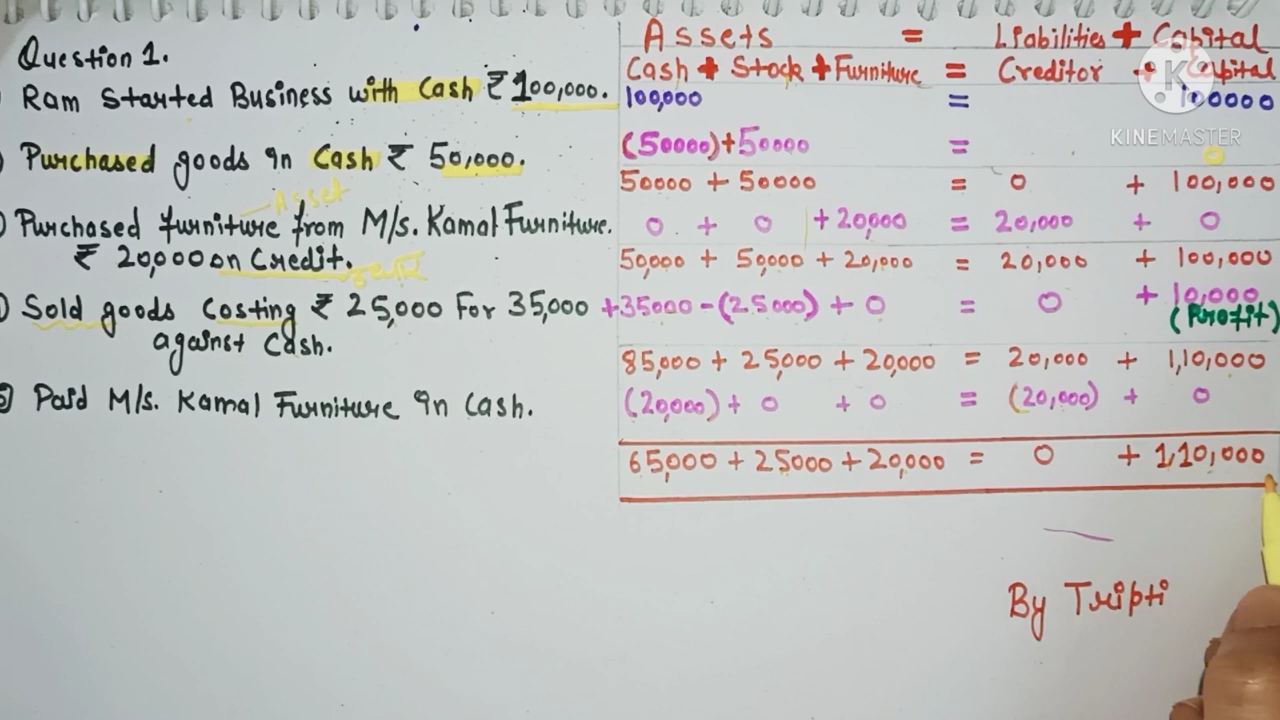 Question 1.
Ram Started Business with Cash ₹ 100,000.
Purchased goods in Cash ₹ 50,000.
Asset
Purchased furniture from M/s. Kamal Furniture.
₹ 20,000 on Credit.
Sold goods Costing ₹ 25,000 For 35,000
against Cash.
Paid M/s. Kamal Furniture in Cash.
Assets = Liabilities + Capital
Cash + Stock + Furniture = Creditor + Capital
100,000 = 100000
(50000)+50000 = 0
50000 + 50000 = 0 + 100,000
0 + 0 +20,000 = 20,000 + 0
50,000 + 50,000 + 20,000 = 20,000 + 100,000
+35000 -(25000) + 0 = 0 + 10,000
(Profit)
85,000 + 25,000 + 20,000 = 20,000 + 1,10,000
(20,000) + 0 + 0 = (20,000) + 0
65,000 + 25000 + 20,000 = 0 + 1,10,000
By Tripti
K
KINEMASTER